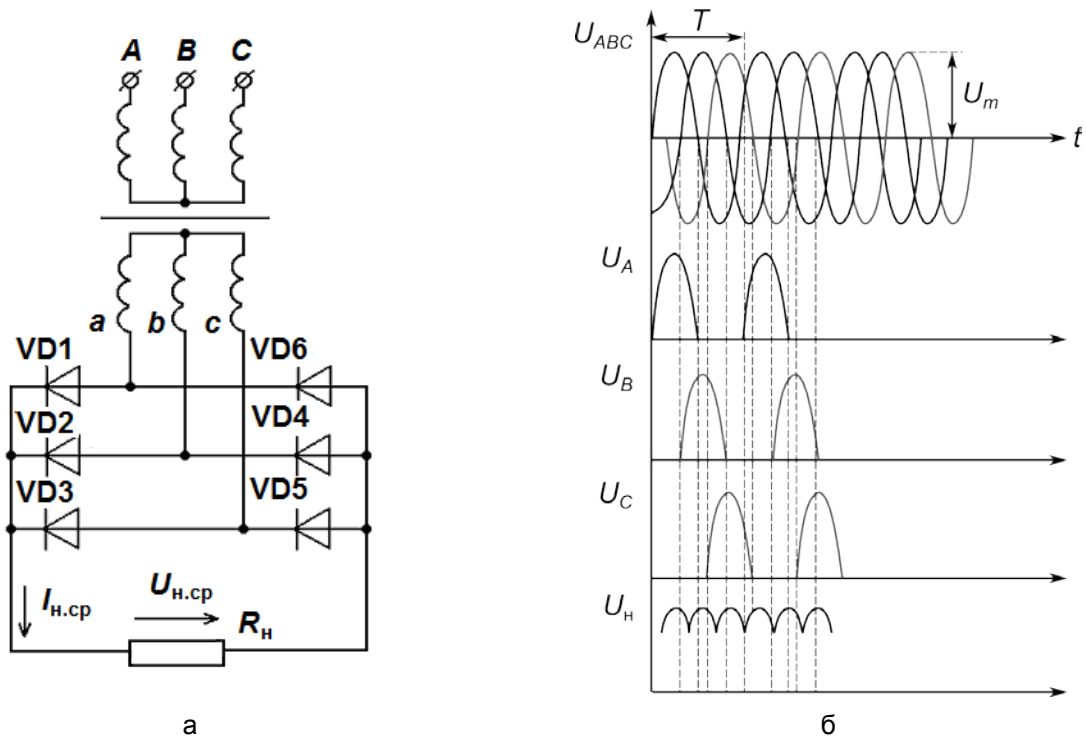 A B C
a b c
VD1 VD6
VD2 VD4
VD3 VD5
Iн.ср Uн.ср Rн
а
T
UABC
Um
t
UA
UB
UC
Uн
б